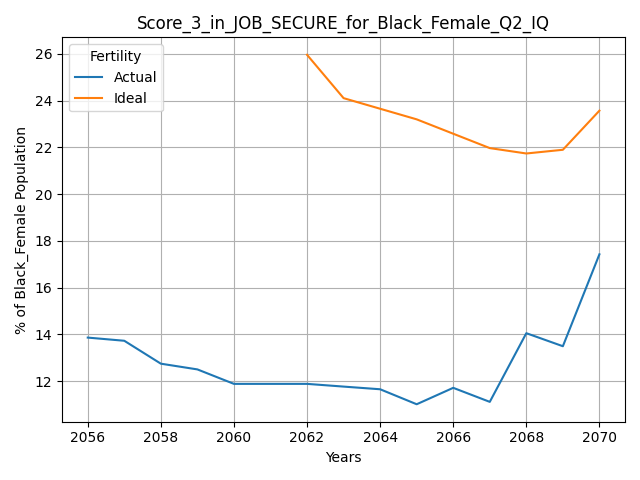 Score_3_in_JOB_SECURE_for_Black_Female_Q2_IQ
Fertility
Actual
Ideal
% of Black_Female Population
26
24
22
20
18
16
14
12
2056 2058 2060 2062 2064 2066 2068 2070
Years